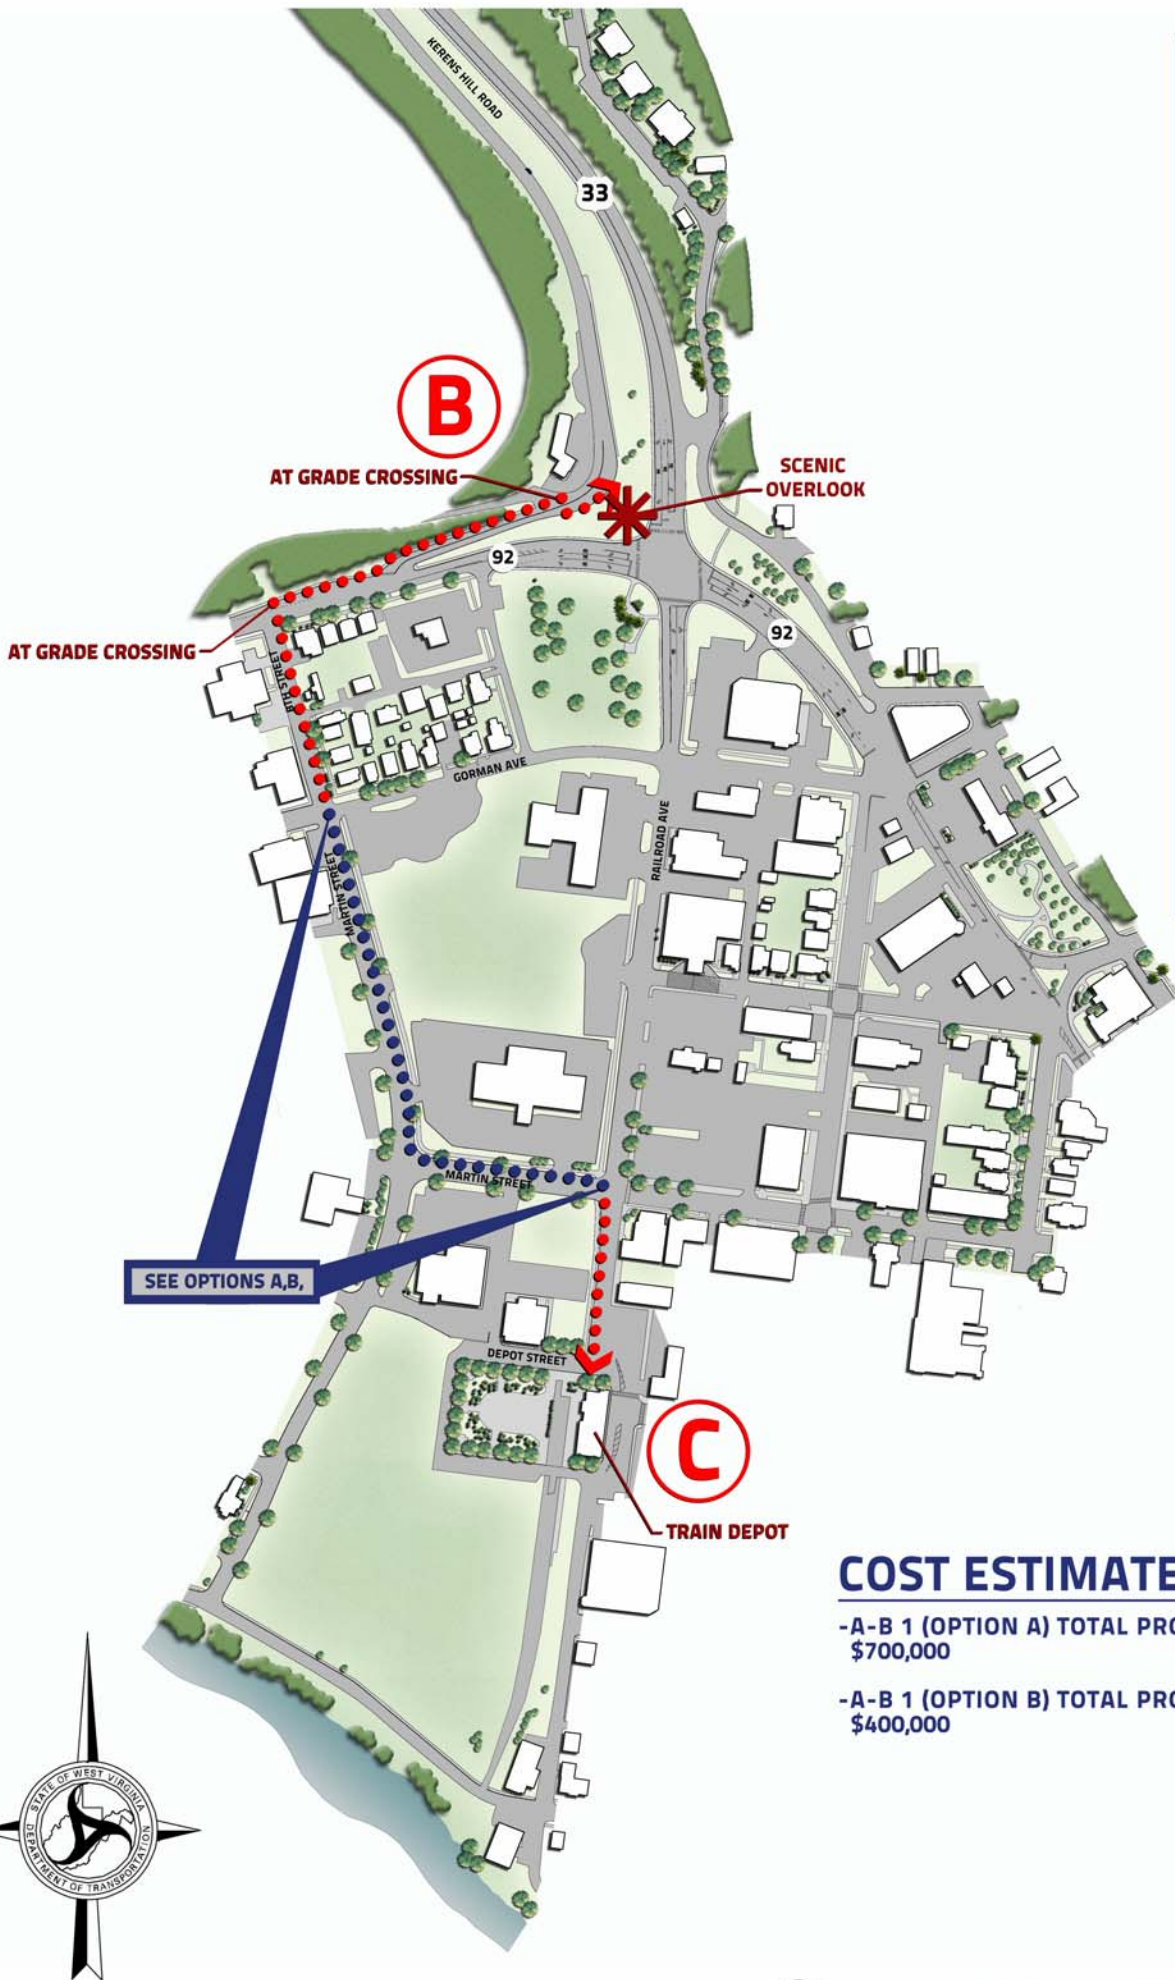 KERENS HILL ROAD
33
B
AT GRADE CROSSING
SCENIC
OVERLOOK
92
AT GRADE CROSSING
92
8TH STREET
GORMAN AVE
RAILROAD AVE
MARTIN STREET
MARTIN STREET
SEE OPTIONS A,B,
DEPOT STREET
C
TRAIN DEPOT
COST ESTIMATE
-A-B 1 (OPTION A) TOTAL PRO
$700,000
-A-B 1 (OPTION B) TOTAL PRO
$400,000
STATE OF WEST VIRGINIA
DEPARTMENT OF TRANSPORTATION